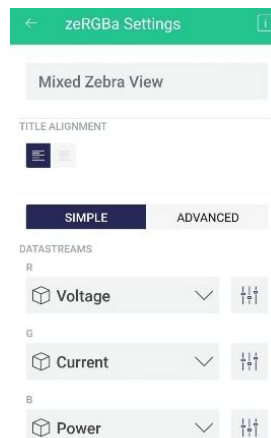 zeRGBa Settings
Mixed Zebra View
TITLE ALIGNMENT
SIMPLE ADVANCED
DATASTREAMS
R
Voltage
G
Current
B
Power